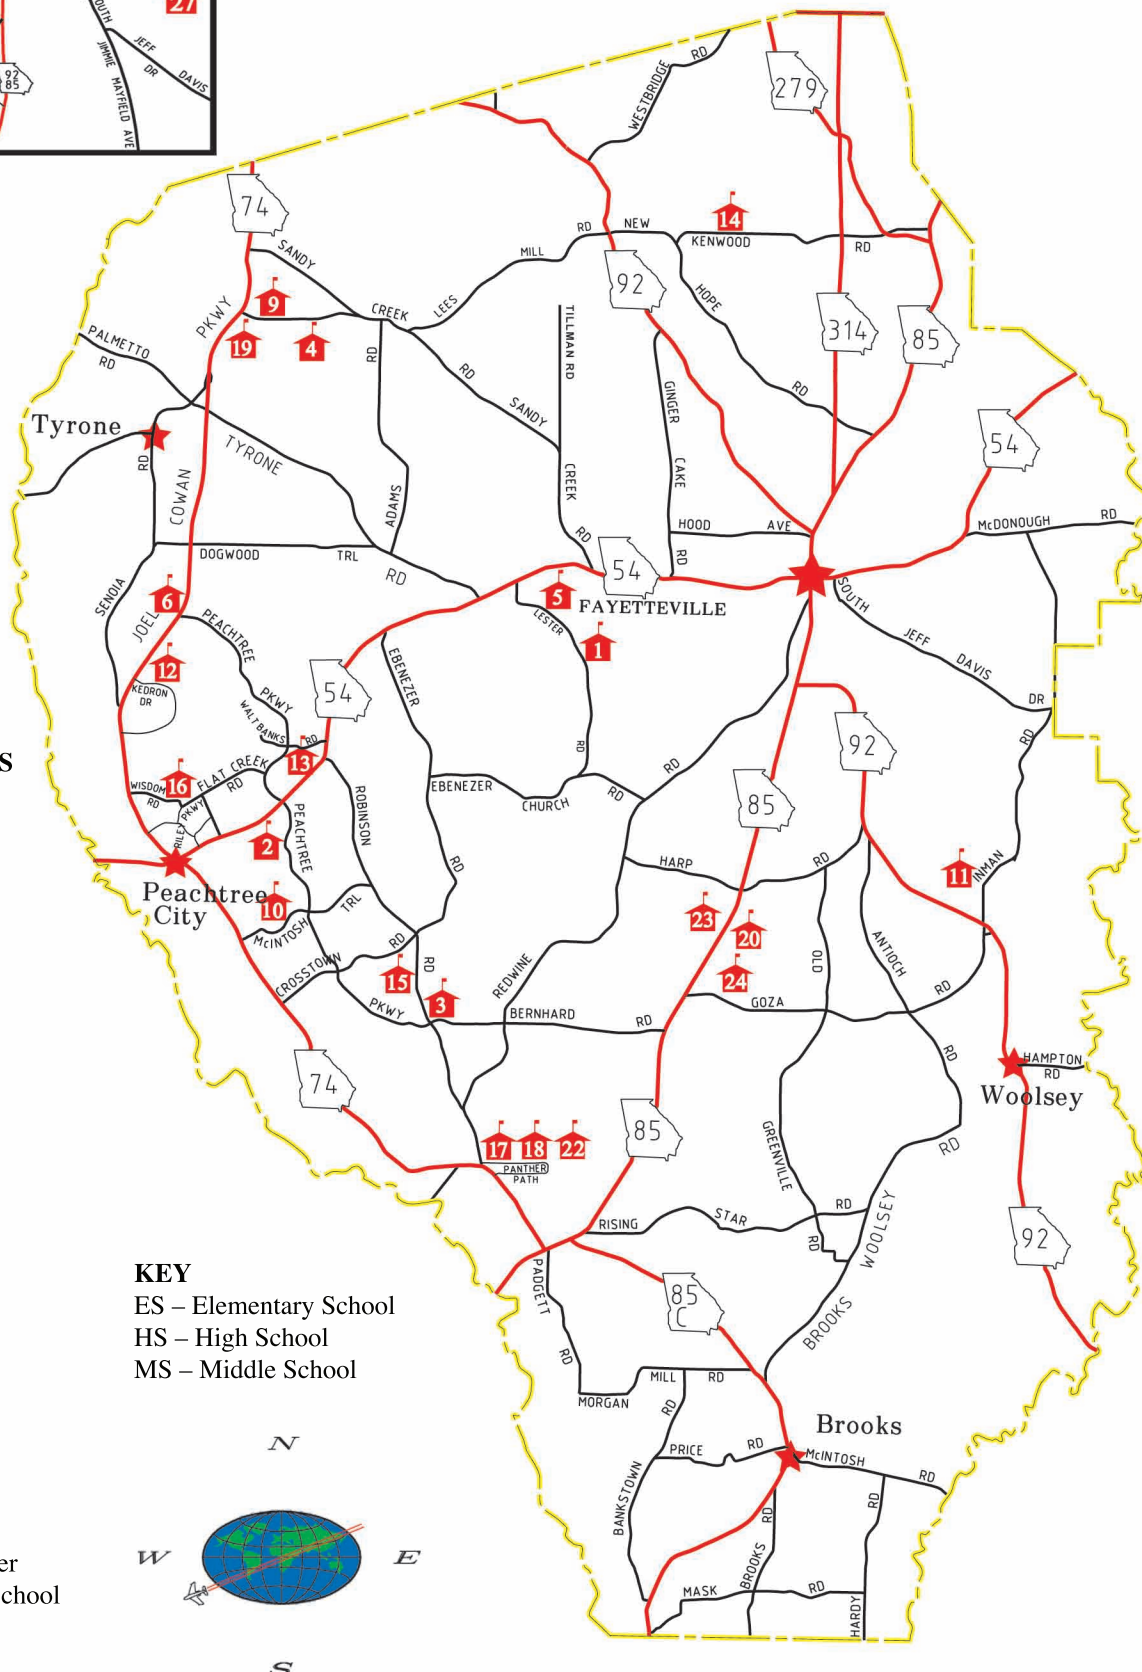 27
SOUTH
JIMMIE MAYFIELD AVE
JEFF
DR
DAVIS
92
85
WESTBRIDGE
RD
279
74
SANDY
14
RD
NEW
KENWOOD
RD
MILL
92
HOPE
9
PKWY
CREEK
LEES
TILLMAN RD
314
85
19
4
PALMETTO
RD
RD
RD
GINGER
RD
SANDY
Tyrone
54
TYRONE
RD
COWAN
CREEK
CAKE
ADAMS
HOOD
AVE
McDONOUGH
RD
DOGWOOD
TRL
RD
RD
RD
54
SENOIA
6
JOEL
5
FAYETTEVILLE
SOUTH
PEACHTREE
LESTER
1
JEFF
DAVIS
12
EBENEZER
54
KEDRON
DR
PKWY
DR
WALT BANKS
RD
92
RD
13
RD
RD
S
16
FLAT CREEK
RD
WISDOM
RD
EBENEZER
CHURCH
RD
85
PKWY
ROBINSON
PEACHTREE
2
HARP
RD
RD
11
INMAN
Peachtree
City
10
TRL
23
McINTOSH
20
RD
OLD
ANTIOCH
CROSSTOWN
RD
15
24
REDWINE
3
PKWY
BERNHARD
RD
GOZA
RD
RD
HAMPTON
RD
Woolsey
74
85
GREENVILLE
17
18
22
PANTHER
PATH
RD
RISING
STAR
RD
WOOLSEY
92
RD
PADGETT
KEY
85
C
ES – Elementary School
HS – High School
BROOKS
RD
MS – Middle School
MILL
RD
MORGAN
RD
Brooks
N
PRICE
RD
McINTOSH
RD
BANKSTOWN
RD
RD
W
E
er
BROOKS
MASK
RD
chool
HARDY
S